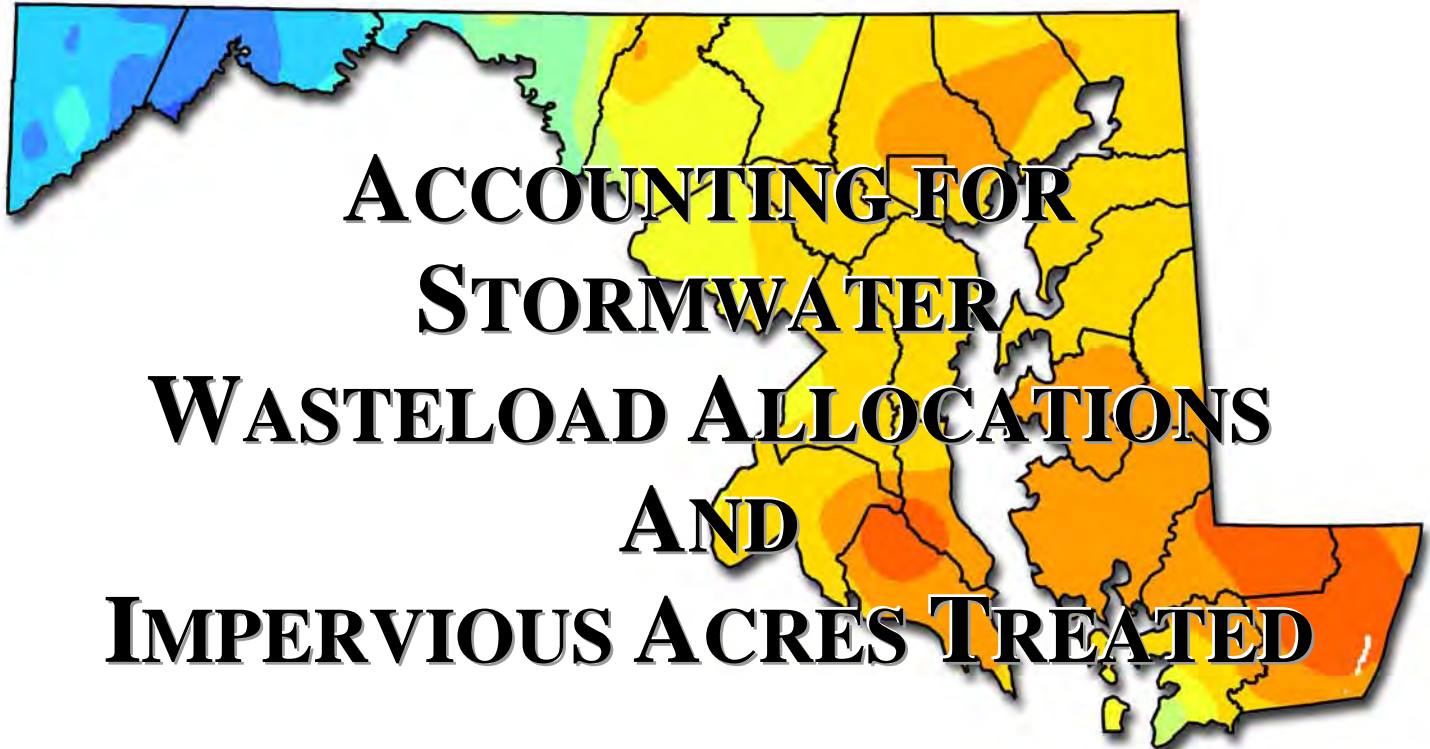 ACCOUNTING FOR
STORMWATER
WASTELOAD ALLOCATIONS
AND
IMPERVIOUS ACRES TREATED